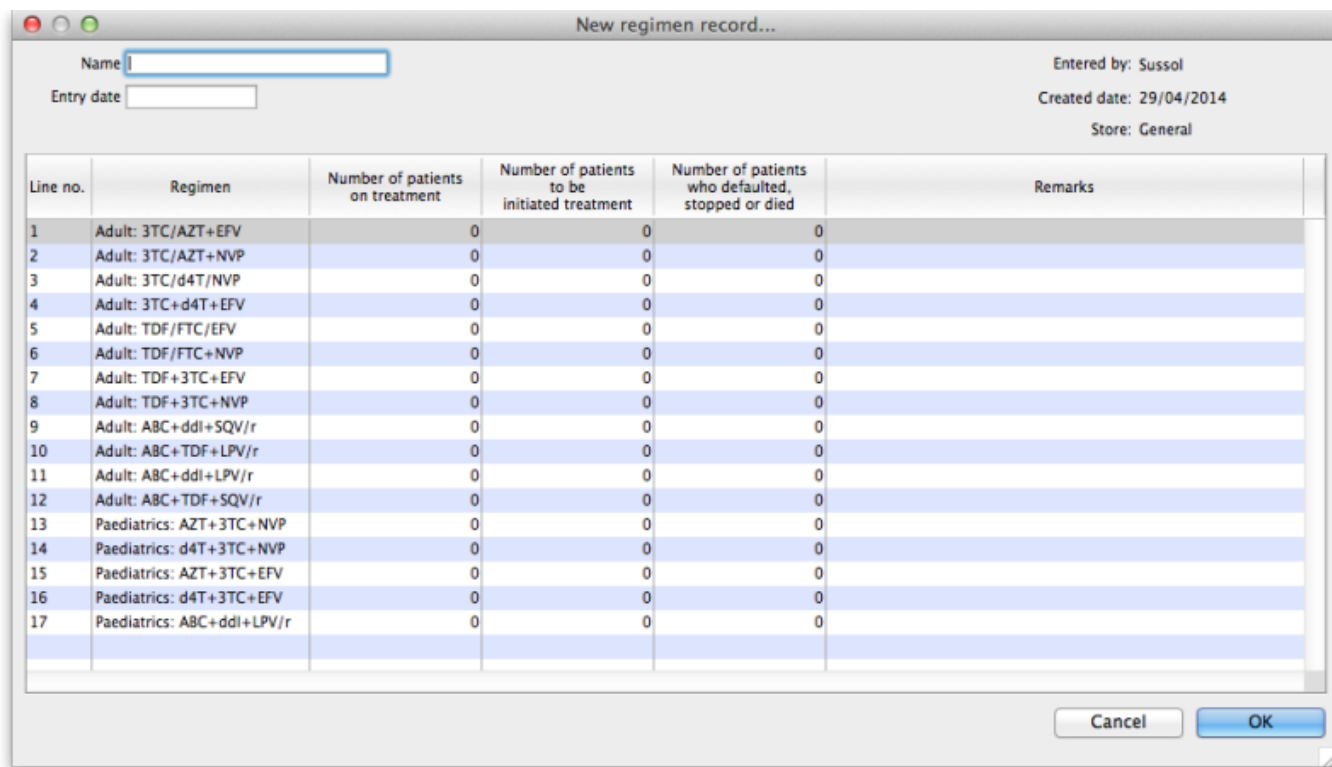 New regimen record...
Name
Entered by: Sussol
Entry date
Created date: 29/04/2014
Store: General
Line no. Regimen Number of patients on treatment Number of patients to be initiated treatment Number of patients who defaulted, stopped or died Remarks
1 Adult: 3TC/AZT+EFV 0 0 0
2 Adult: 3TC/AZT+NVP 0 0 0
3 Adult: 3TC/d4T/NVP 0 0 0
4 Adult: 3TC+d4T+EFV 0 0 0
5 Adult: TDF/FTC/EFV 0 0 0
6 Adult: TDF/FTC+NVP 0 0 0
7 Adult: TDF+3TC+EFV 0 0 0
8 Adult: TDF+3TC+NVP 0 0 0
9 Adult: ABC+ddI+SQV/r 0 0 0
10 Adult: ABC+TDF+LPV/r 0 0 0
11 Adult: ABC+ddI+LPV/r 0 0 0
12 Adult: ABC+TDF+SQV/r 0 0 0
13 Paediatrics: AZT+3TC+NVP 0 0 0
14 Paediatrics: d4T+3TC+NVP 0 0 0
15 Paediatrics: AZT+3TC+EFV 0 0 0
16 Paediatrics: d4T+3TC+EFV 0 0 0
17 Paediatrics: ABC+ddI+LPV/r 0 0 0
Cancel OK